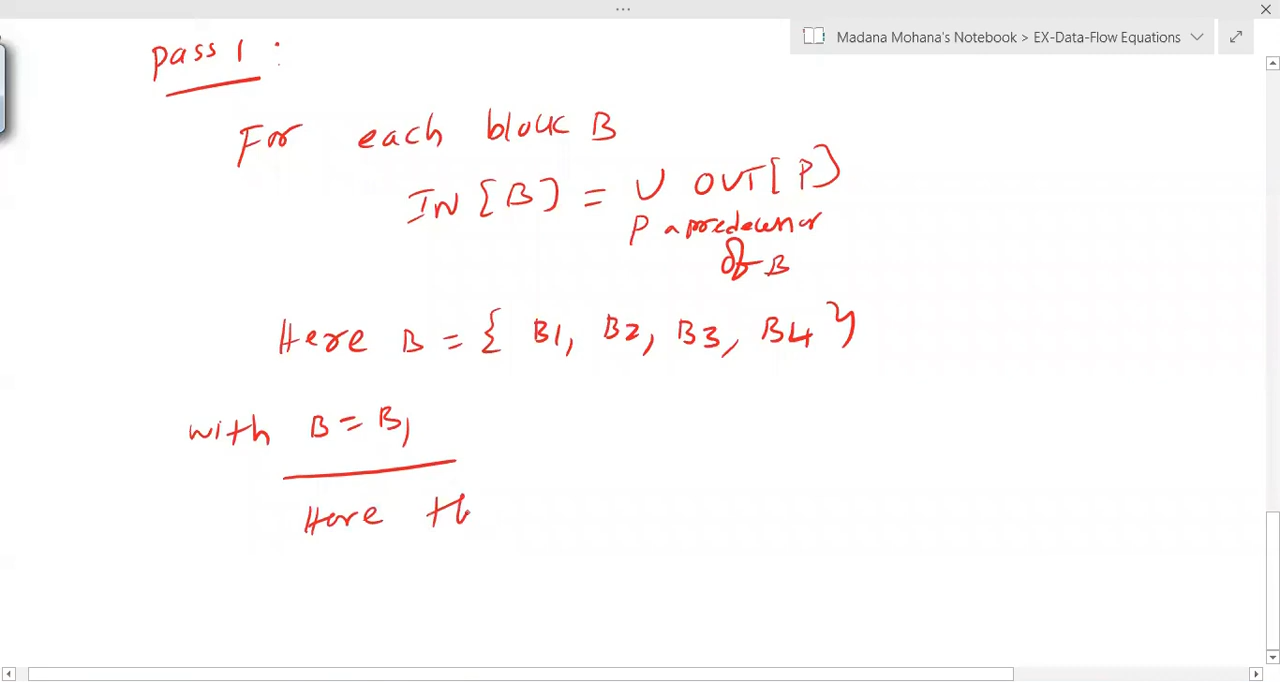 Madana Mohana's Notebook > EX-Data-Flow Equations
Pass 1 :
For each block B
IN [B] = U OUT[P]
P a predecessor
of B
Here B = { B1, B2, B3, B4 }
with B = B1
Here th